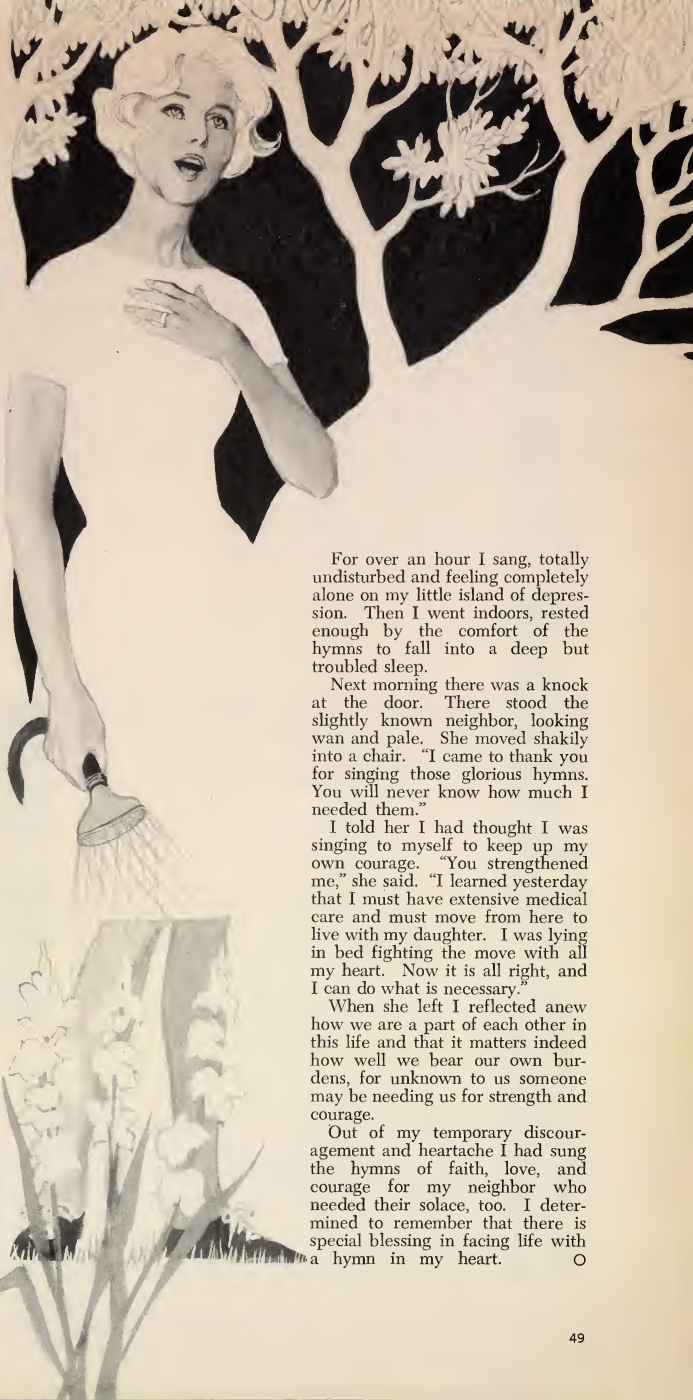 For over an hour I sang, totally
undisturbed and feeling completely
alone on my little island of depres-
sion. Then I went indoors, rested
enough by the comfort of the
hymns to fall into a deep but
troubled sleep.
Next morning there was a knock
at the door. There stood the
slightly known neighbor, looking
wan and pale. She moved shakily
into a chair. “I came to thank you
for singing those glorious hymns.
You will never know how much I
needed them.”
I told her I had thought I was
singing to myself to keep up my
own courage. “You strengthened
me,” she said. “I learned yesterday
that I must have extensive medical
care and must move from here to
live with my daughter. I was lying
in bed fighting the move with all
my heart. Now it is all right, and
I can do what is necessary.”
When she left I reflected anew
how we are a part of each other in
this life and that it matters indeed
how well we bear our own bur-
dens, for unknown to us someone
may be needing us for strength and
courage.
Out of my temporary discour-
agement and heartache I had sung
the hymns of faith, love, and
courage for my neighbor who
needed their solace, too. I deter-
mined to remember that there is
special blessing in facing life with
a hymn in my heart. O
49